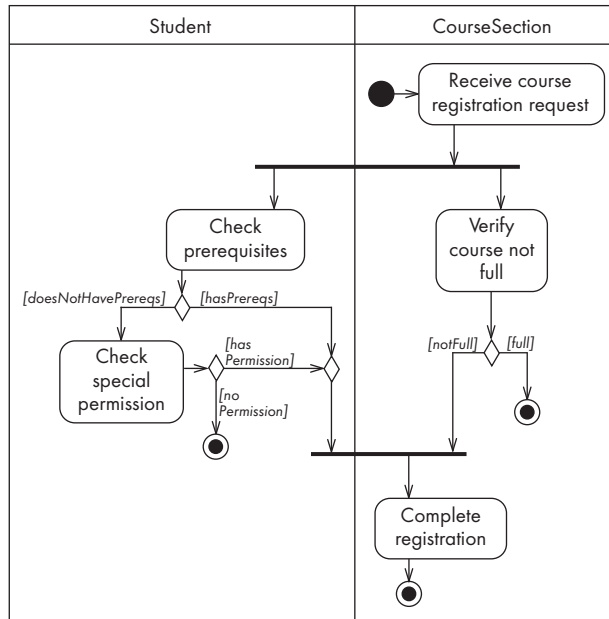 Student
CourseSection
Receive course
registration request
Check
prerequisites
Verify
course not
full
[doesNotHavePrereqs]
[hasPrereqs]
[notFull]
[full]
Check
special
permission
[has
Permission]
[no
Permission]
Complete
registration